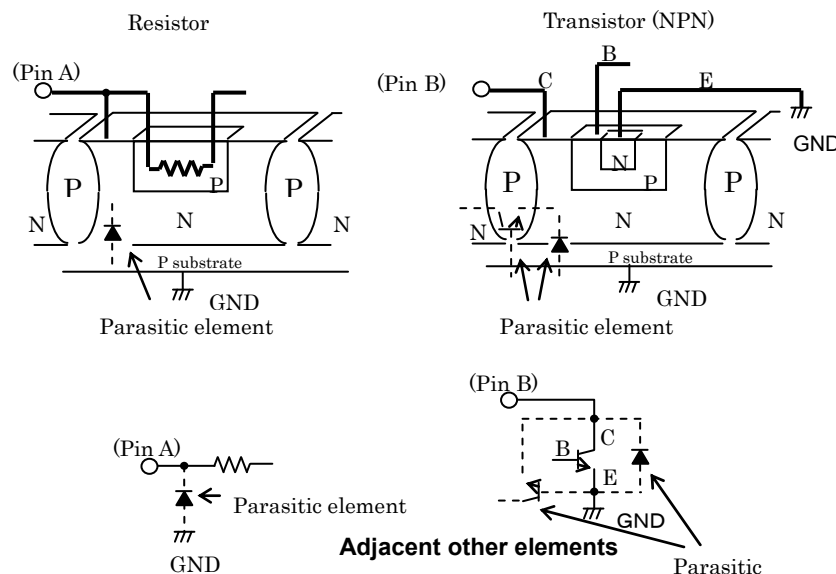 Resistor
Transistor (NPN)
(Pin A)
(Pin B)
B
C
E
GND
P
P
P
N
N
N
P substrate
GND
Parasitic element
P
P
N
P
N
N
N
P substrate
GND
Parasitic element
(Pin A)
Parasitic element
GND
(Pin B)
C
B
E
GND
Adjacent other elements
Parasitic